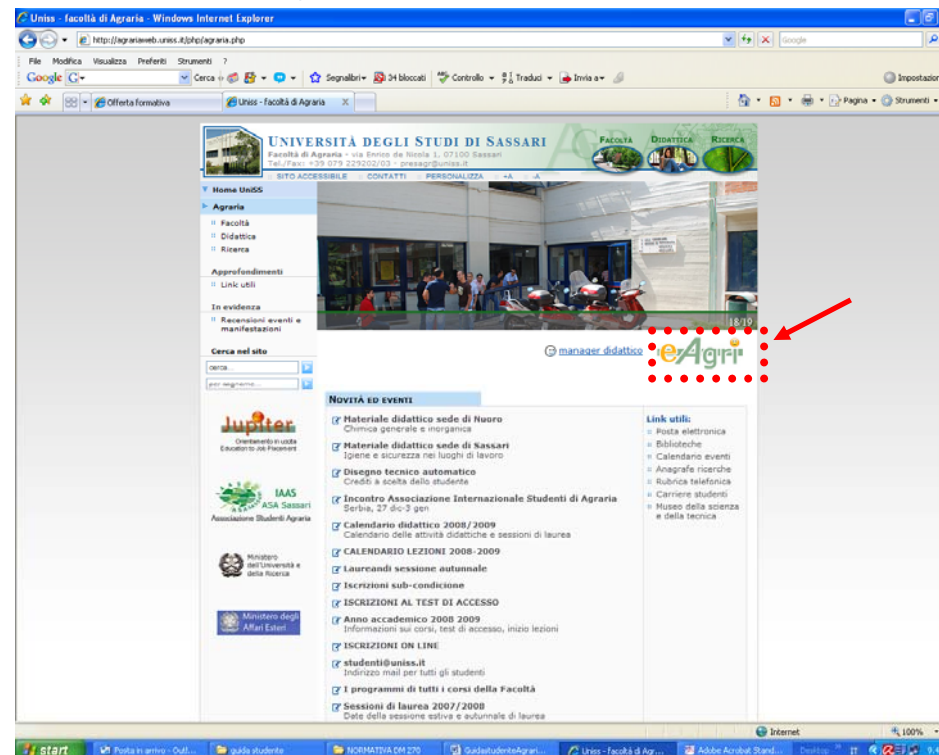 Uniss - facoltà di Agraria - Windows Internet Explorer
http://agrariaweb.uniss.it/php/agraria.php
Google
File Modifica Visualizza Preferiti Strumenti ?
Google G Cerca Segnalibri 34 bloccati Controllo Traduci Invia a Impostazion
Offerta formativa
Uniss - facoltà di Agraria X
Pagina Strumenti
UNIVERSITÀ DEGLI STUDI DI SASSARI
Facoltà di Agraria - via Enrico de Nicola 1, 07100 Sassari
Tel./Fax: +39 079 229202/03 - presagr@uniss.it
FACOLTÀ DIDATTICA RICERCA
SITO ACCESSIBILE :: CONTATTI :: PERSONALIZZA :: +A :: -A
Home UniSS
Agraria
Facoltà
Didattica
Ricerca
Approfondimenti
Link utili
In evidenza
Recensioni eventi e
manifestazioni
18/19
Cerca nel sito
cerca...
per segmento...
manager didattico
eAgri
NOVITÀ ED EVENTI
Materiale didattico sede di Nuoro
Chimica generale e inorganica
Materiale didattico sede di Sassari
Igiene e sicurezza nei luoghi di lavoro
Disegno tecnico automatico
Crediti a scelta dello studente
Incontro Associazione Internazionale Studenti di Agraria
Serbia, 27 dic-3 gen
Calendario didattico 2008/2009
Calendario delle attività didattiche e sessioni di laurea
CALENDARIO LEZIONI 2008-2009
Laureandi sessione autunnale
Iscrizioni sub-condicione
ISCRIZIONI AL TEST DI ACCESSO
Anno accademico 2008 2009
Informazioni sui corsi, test di accesso, inizio lezioni
ISCRIZIONI ON LINE
studenti@uniss.it
Indirizzo mail per tutti gli studenti
I programmi di tutti i corsi della Facoltà
Sessioni di laurea 2007/2008
Date della sessione estiva e autunnale di laurea
Link utili:
Posta elettronica
Biblioteche
Calendario eventi
Anagrafe ricerche
Rubrica telefonica
Carriere studenti
Museo della scienza
e della tecnica
Jupiter
Orientamento in uscita
Education to Job Placement
IAAS
ASA Sassari
Associazione Studenti Agraria
Ministero
dell'Università e
della Ricerca
Ministero degli
Affari Esteri
Internet 100%
start
Posta in arrivo - Outl...
guida studente
NORMATIVA DM 270
GuidastudenteAgrari...
Uniss - facoltà di Agr...
Adobe Acrobat Stand...
Desktop
IT